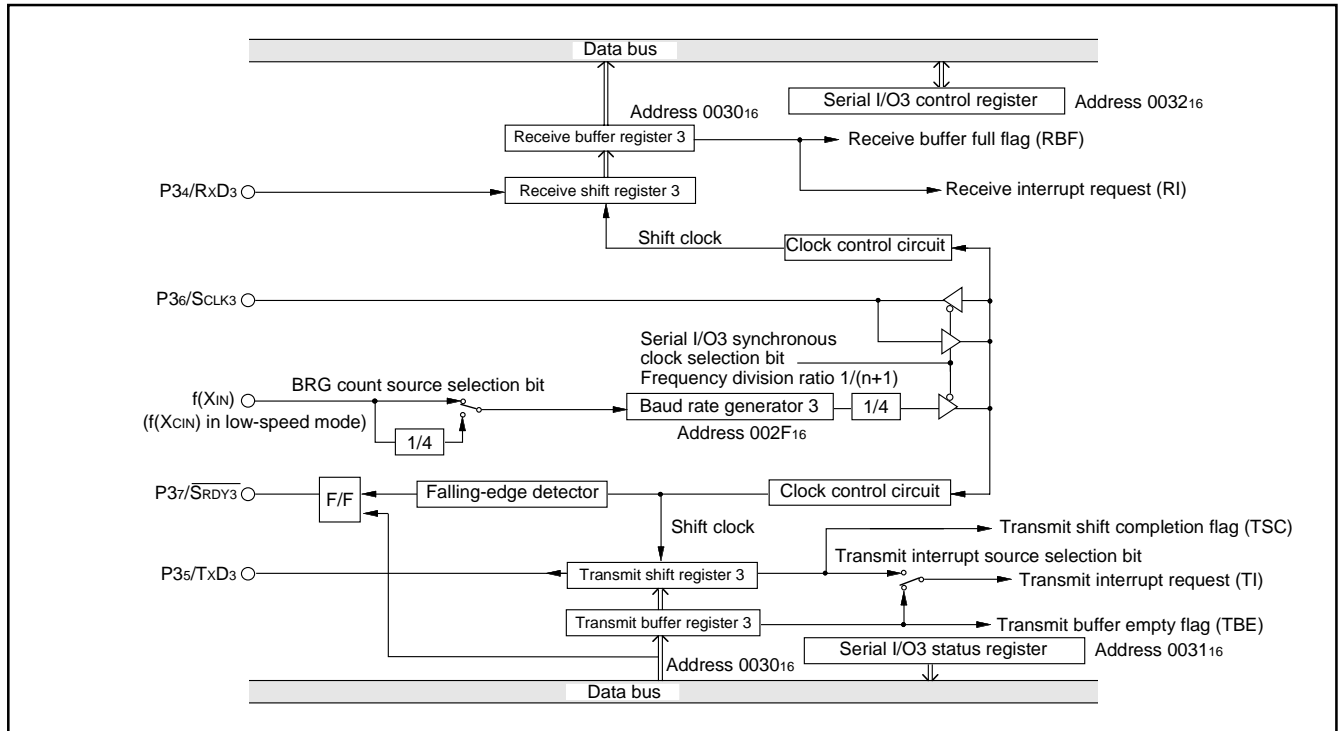 Data bus
Serial I/O3 control register
Address 0032₁₆
Address 0030₁₆
Receive buffer register 3
Receive buffer full flag (RBF)
P3₄/RxD₃
Receive shift register 3
Receive interrupt request (RI)
Shift clock
Clock control circuit
P3₆/SCLK3
Serial I/O3 synchronous
clock selection bit
Frequency division ratio 1/(n+1)
BRG count source selection bit
f(XIN)
(f(XCIN) in low-speed mode)
1/4
Baud rate generator 3
1/4
Address 002F₁₆
P3₇/S̅R̅D̅Y̅3̅
F/F
Falling-edge detector
Clock control circuit
Shift clock
Transmit shift completion flag (TSC)
Transmit interrupt source selection bit
P3₅/TxD₃
Transmit shift register 3
Transmit interrupt request (TI)
Transmit buffer register 3
Transmit buffer empty flag (TBE)
Address 0030₁₆
Serial I/O3 status register
Address 0031₁₆
Data bus